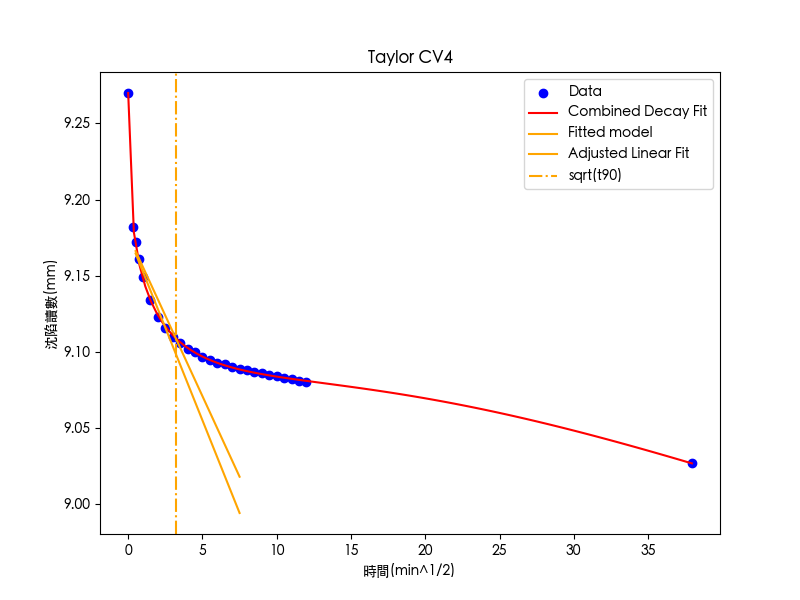 Taylor CV4
Data
Combined Decay Fit
Fitted model
Adjusted Linear Fit
sqrt(t90)
沈陷讀數(mm)
9.25
9.20
9.15
9.10
9.05
9.00
0 5 10 15 20 25 30 35
時間(min^1/2)